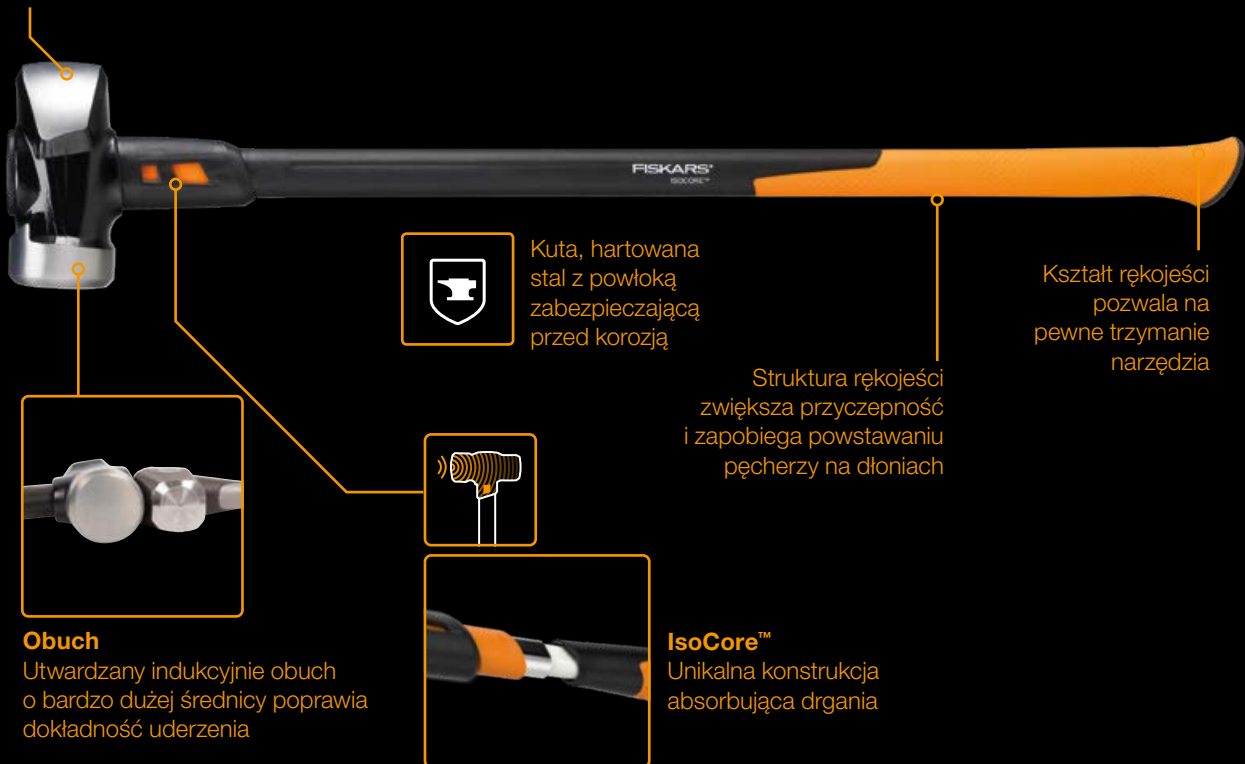 FISKARS®
ISOCORE™
Kuta, hartowana
stal z powłoką
zabezpieczającą
przed korozją
Kształt rękojeści
pozwala na
pewne trzymanie
narzędzia
Struktura rękojeści
zwiększa przyczepność
i zapobiega powstawaniu
pęcherzy na dłoniach
Obuch
Utwardzany indukcyjnie obuch
o bardzo dużej średnicy poprawia
dokładność uderzenia
IsoCore™
Unikalna konstrukcja
absorbująca drgania